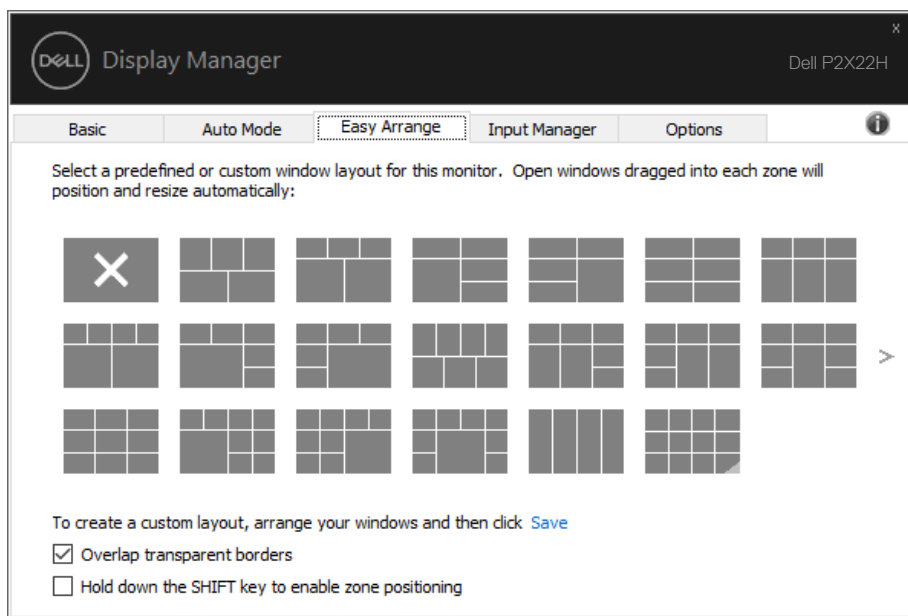 x
DELL Display Manager
Dell P2X22H
Basic Auto Mode Easy Arrange Input Manager Options
Select a predefined or custom window layout for this monitor. Open windows dragged into each zone will
position and resize automatically:
>
To create a custom layout, arrange your windows and then click Save
Overlap transparent borders
Hold down the SHIFT key to enable zone positioning